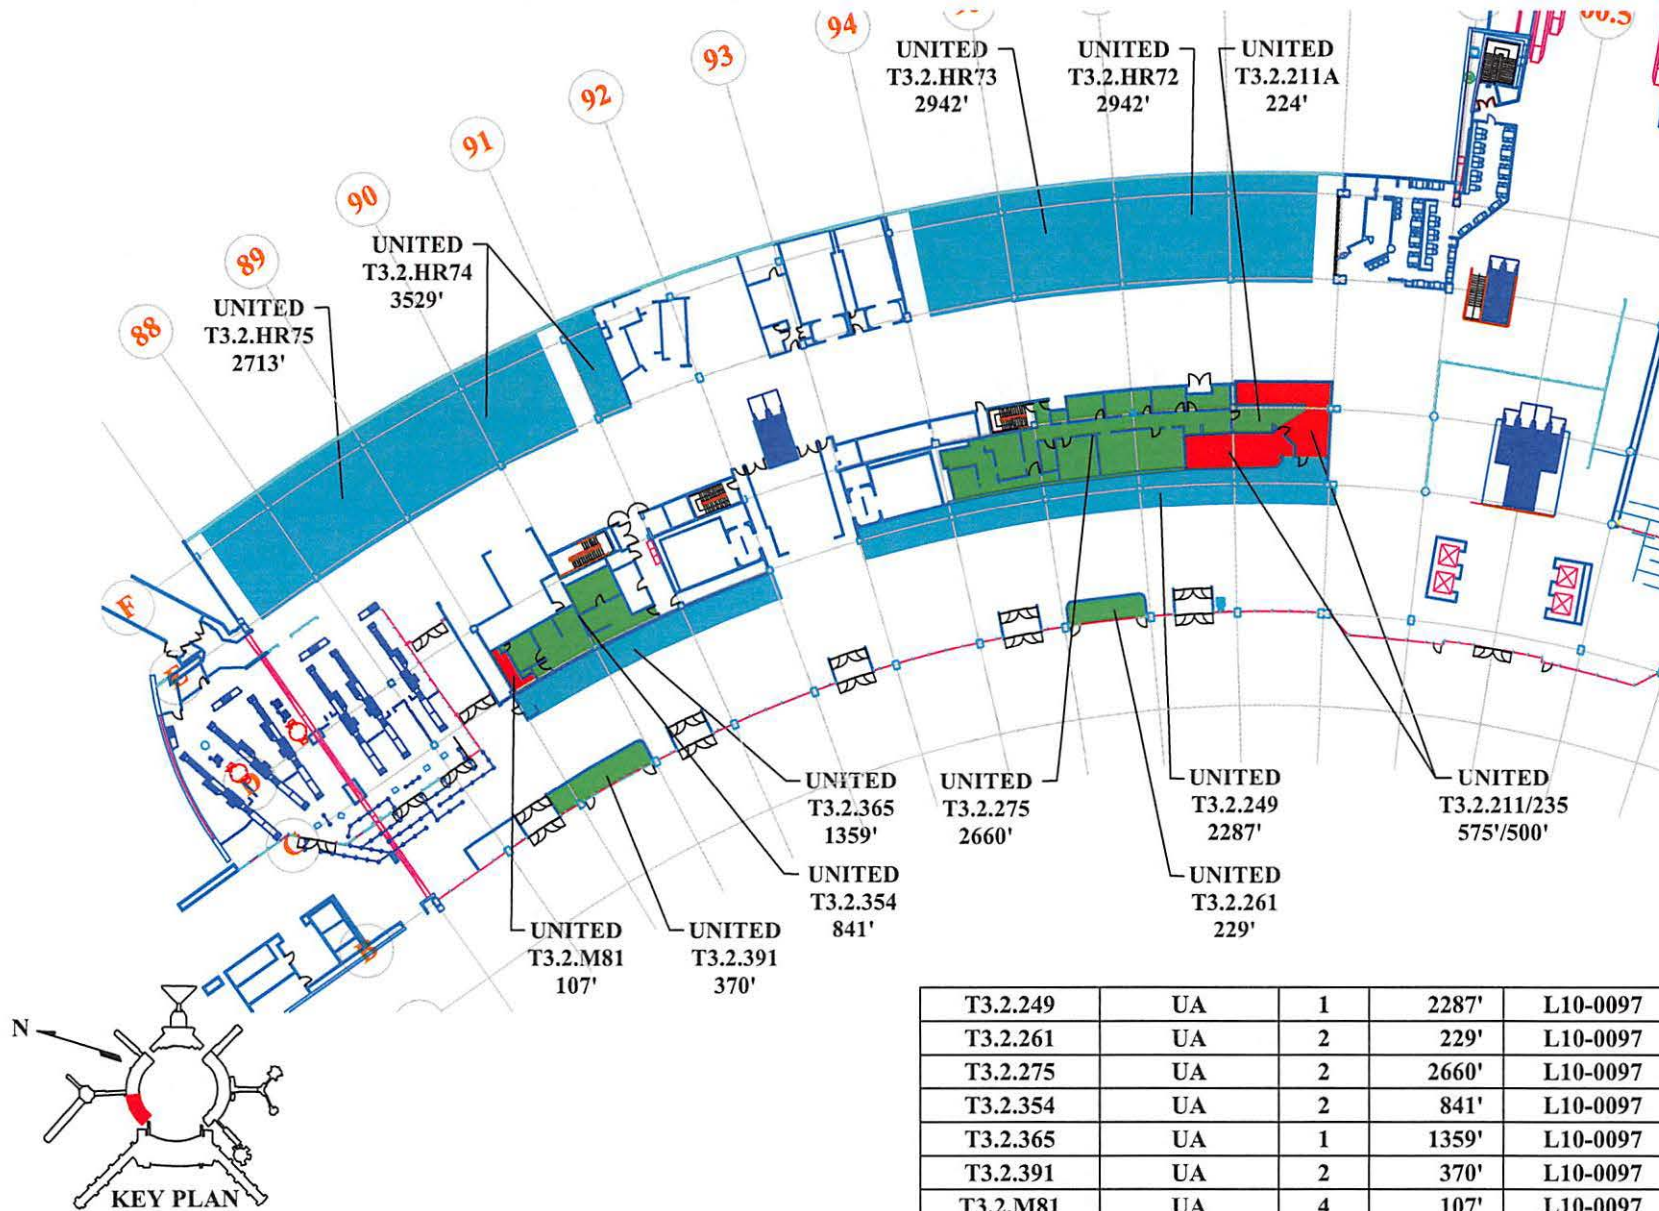 94
93
92
91
90
89
88
UNITED
T3.2.HR73
2942'
UNITED
T3.2.HR72
2942'
UNITED
T3.2.211A
224'
UNITED
T3.2.HR74
3529'
UNITED
T3.2.HR75
2713'
F
E
D
C
B
UNITED
T3.2.365
1359'
UNITED
T3.2.275
2660'
UNITED
T3.2.249
2287'
UNITED
T3.2.211/235
575'/500'
UNITED
T3.2.354
841'
UNITED
T3.2.261
229'
UNITED
T3.2.M81
107'
UNITED
T3.2.391
370'
N
KEY PLAN
T3.2.249 UA 1 2287' L10-0097
T3.2.261 UA 2 229' L10-0097
T3.2.275 UA 2 2660' L10-0097
T3.2.354 UA 2 841' L10-0097
T3.2.365 UA 1 1359' L10-0097
T3.2.391 UA 2 370' L10-0097
T3.2.M81 UA 4 107' L10-0097